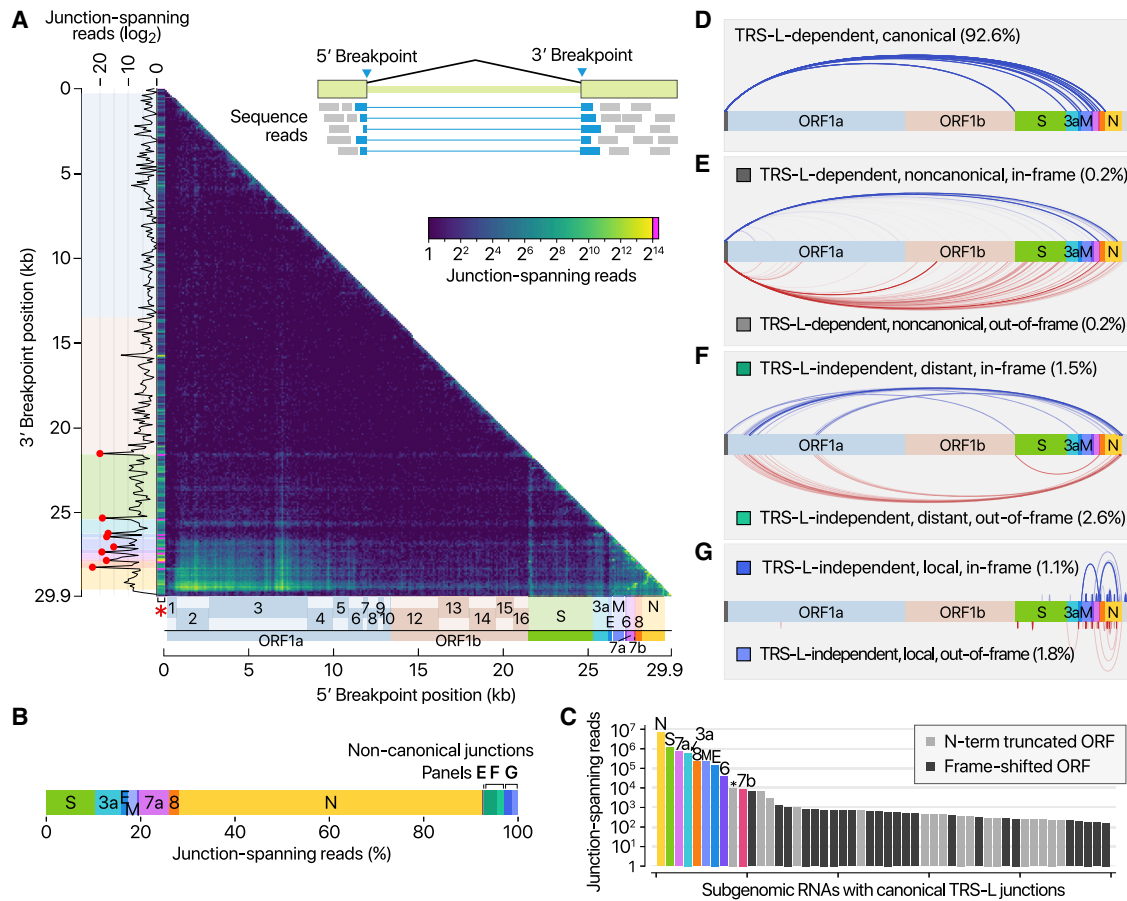 A
Junction-spanning
reads (log2)
20 10 0
0
5
10
15
20
25
29.9
3′ Breakpoint position (kb)
5′ Breakpoint
3′ Breakpoint
Sequence
reads
1 2^2 2^6 2^10 2^14
Junction-spanning reads
* 1 2 3 4 5 6 7 8 9 10 12 13 14 15 16 S 3a E M 6 7a 7b 8 N
ORF1a ORF1b
0 5 10 15 20 25 29.9
5′ Breakpoint position (kb)
B
Non-canonical junctions
Panels E F G
S 3a E M 7a 8 N
0 20 40 60 80 100
Junction-spanning reads (%)
C
Junction-spanning reads
10^7
10^6
10^5
10^4
10^3
10^2
10^1
1
N S 7a 8 3a M E 6 * 7b
N-term truncated ORF
Frame-shifted ORF
Subgenomic RNAs with canonical TRS-L junctions
D
TRS-L-dependent, canonical (92.6%)
ORF1a ORF1b S 3a M N
E
TRS-L-dependent, noncanonical, in-frame (0.2%)
ORF1a ORF1b S 3a M N
TRS-L-dependent, noncanonical, out-of-frame (0.2%)
F
TRS-L-independent, distant, in-frame (1.5%)
ORF1a ORF1b S 3a M N
TRS-L-independent, distant, out-of-frame (2.6%)
G
TRS-L-independent, local, in-frame (1.1%)
ORF1a ORF1b S 3a M N
TRS-L-independent, local, out-of-frame (1.8%)